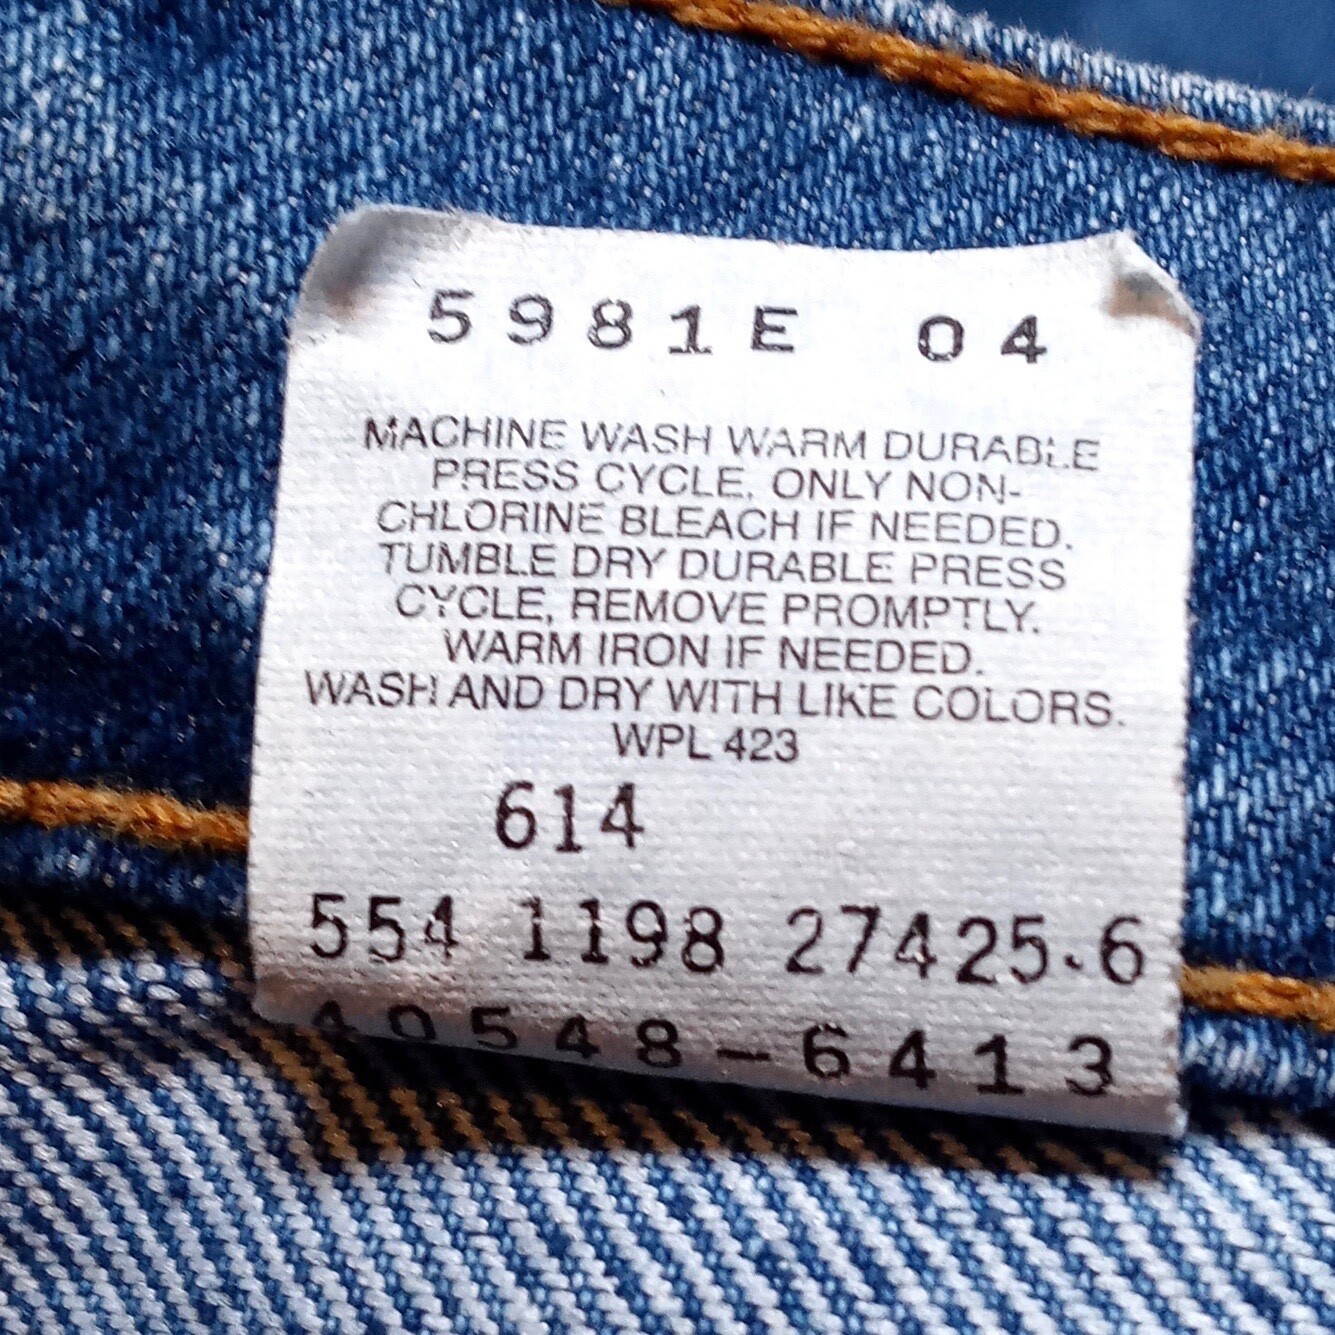 5981E 04
MACHINE WASH WARM DURABLE
PRESS CYCLE. ONLY NON-
CHLORINE BLEACH IF NEEDED.
TUMBLE DRY DURABLE PRESS
CYCLE, REMOVE PROMPTLY.
WARM IRON IF NEEDED.
WASH AND DRY WITH LIKE COLORS.
WPL 423
614
554 1198 27425.6
40548-6413